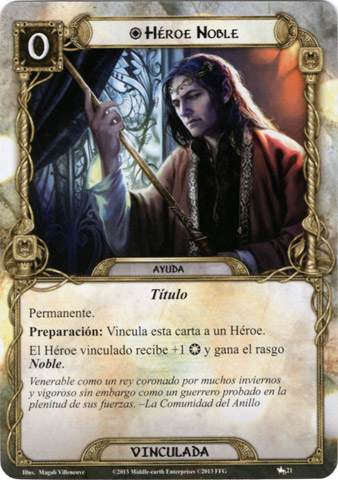 0
HÉROE NOBLE
AYUDA
Título
Permanente.
Preparación: Vincula esta carta a un Héroe.
El Héroe vinculado recibe +1 y gana el rasgo
Noble.
Venerable como un rey coronado por muchos inviernos
y vigoroso sin embargo como un guerrero probado en la
plenitud de sus fuerzas. –La Comunidad del Anillo
VINCULADA
Illus. Magali Villeneuve ©2013 Middle-earth Enterprises ©2013 FFG 21